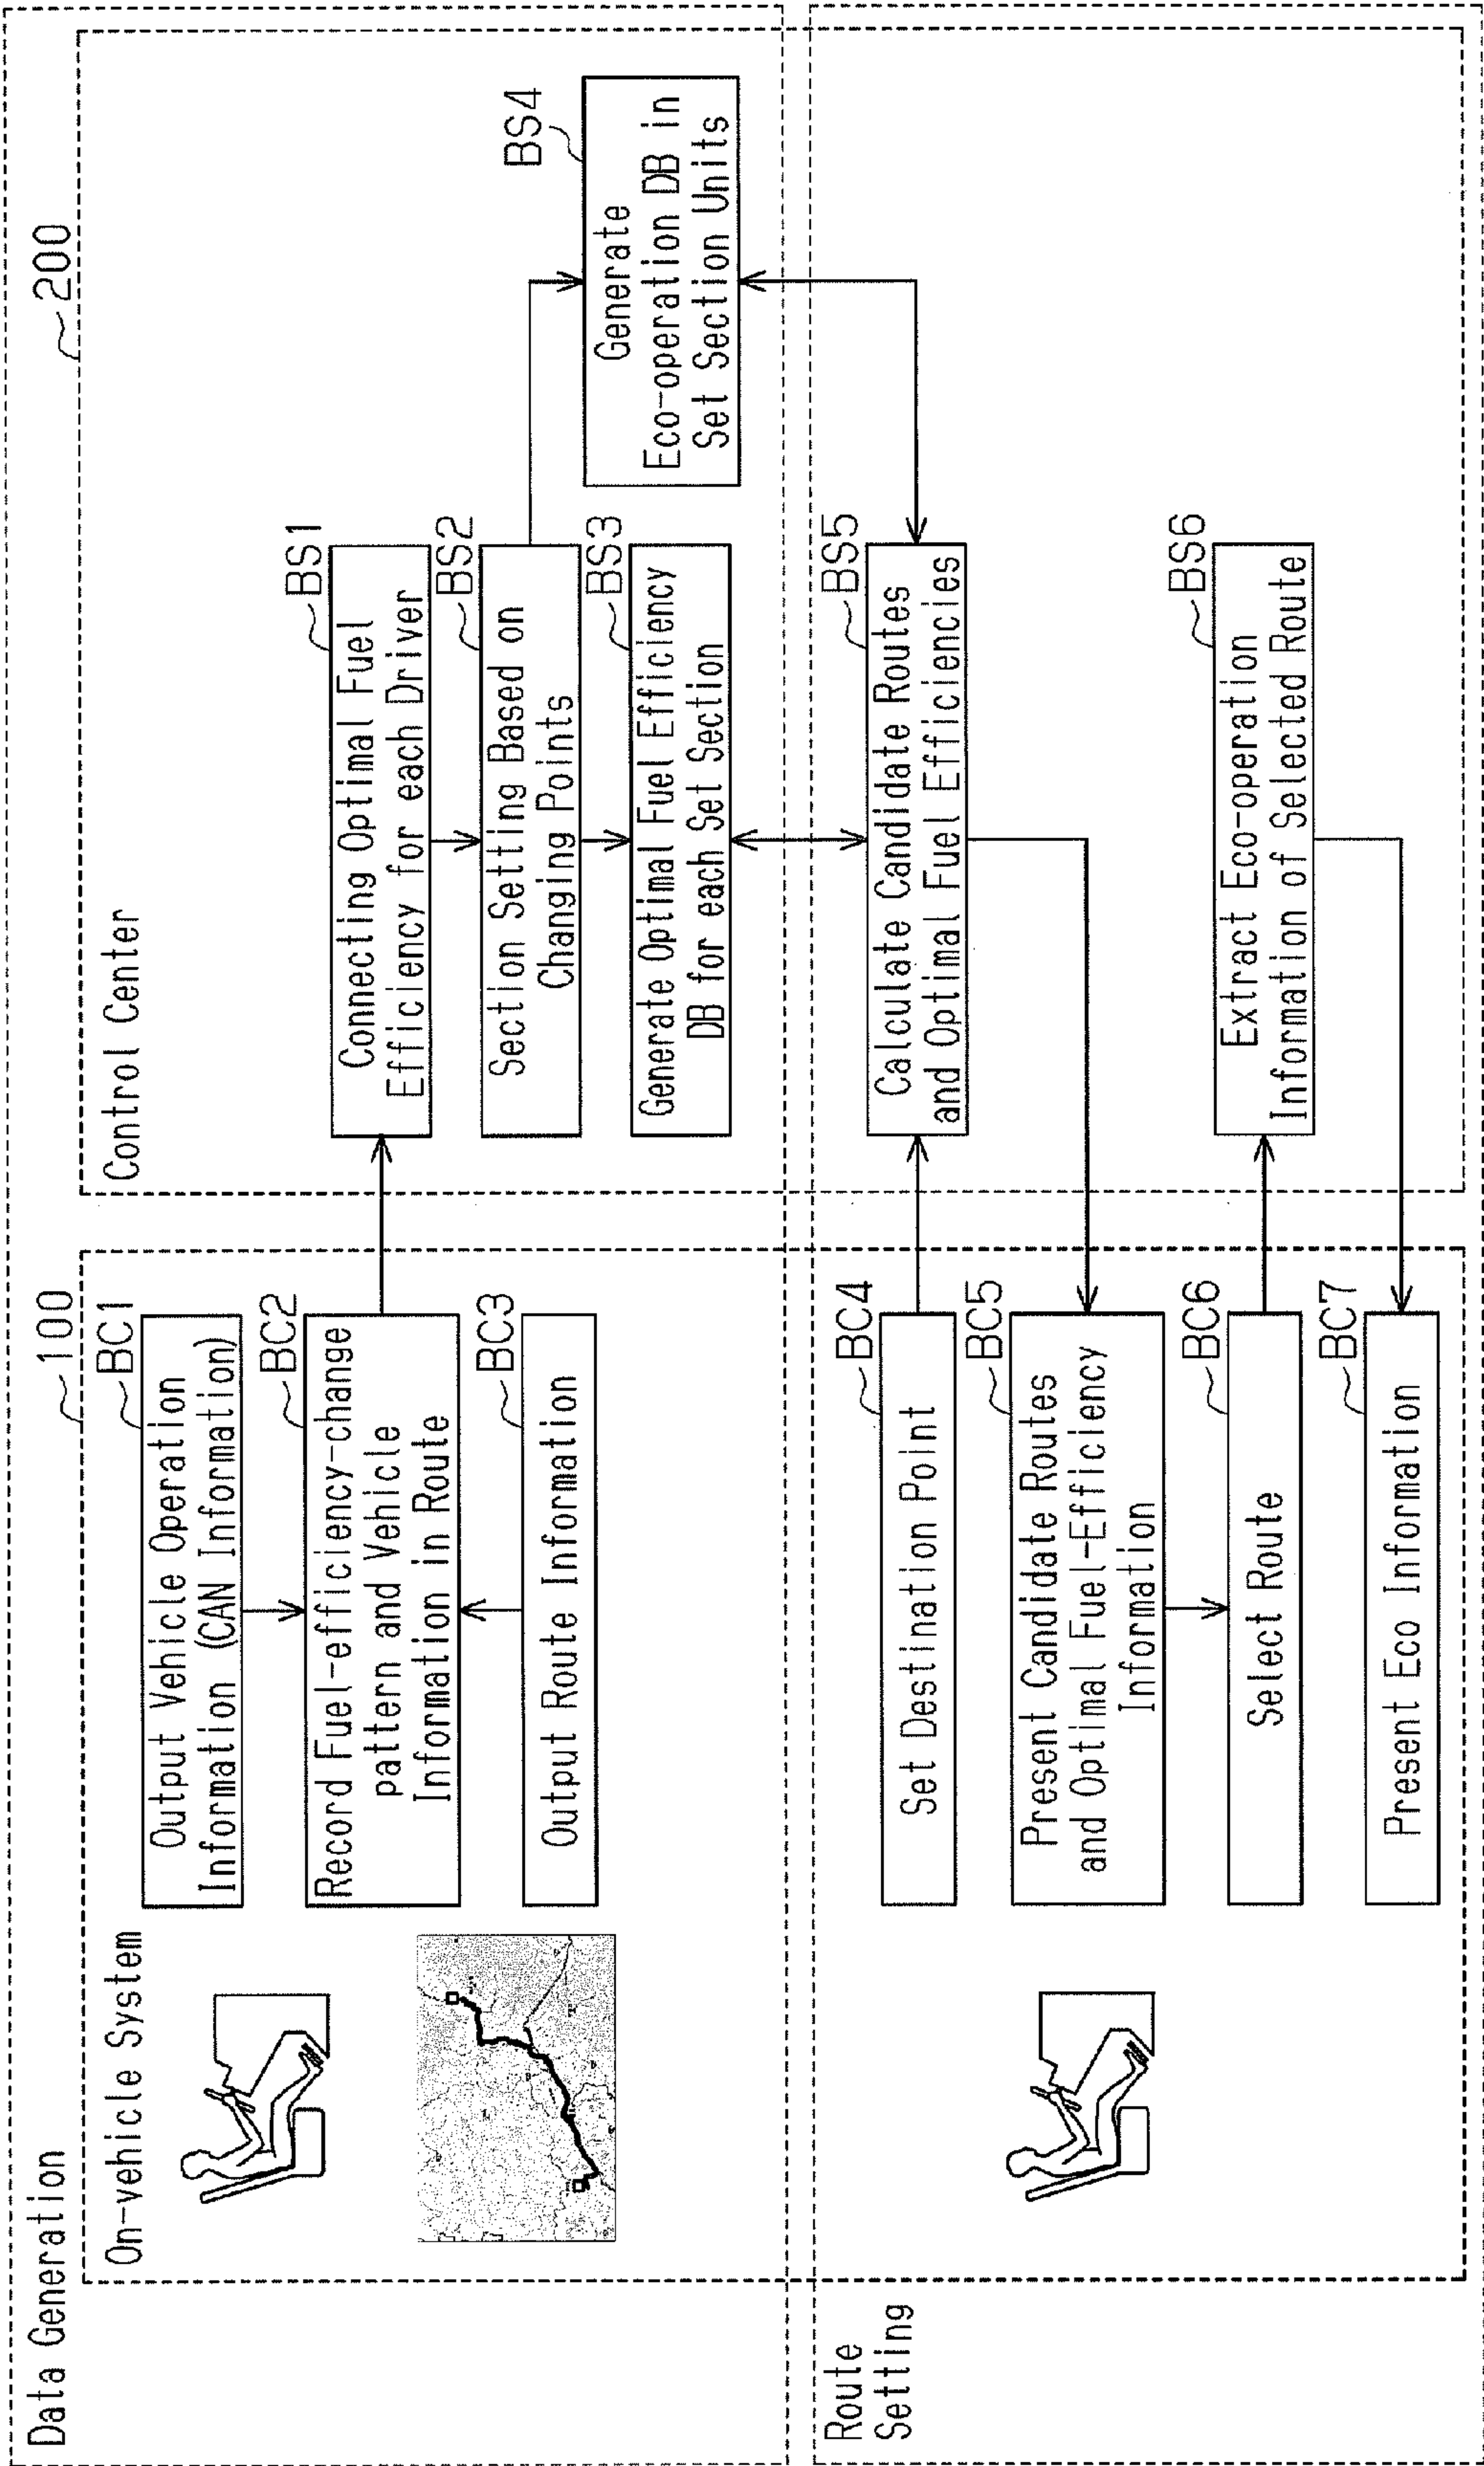 Data Generation
On-vehicle System
100
Output Vehicle Operation
Information (CAN Information)
BC1
Record Fuel-efficiency-change
pattern and Vehicle
Information in Route
BC2
Output Route Information
BC3
Control Center
200
Connecting Optimal Fuel
Efficiency for each Driver
BS1
Section Setting Based on
Changing Points
BS2
Generate Optimal Fuel Efficiency
DB for each Set Section
BS3
Generate
Eco-operation DB in
Set Section Units
BS4
Route
Setting
Set Destination Point
BC4
Present Candidate Routes
and Optimal Fuel-Efficiency
Information
BC5
Select Route
BC6
Present Eco Information
BC7
Calculate Candidate Routes
and Optimal Fuel Efficiencies
BS5
Extract Eco-operation
Information of Selected Route
BS6